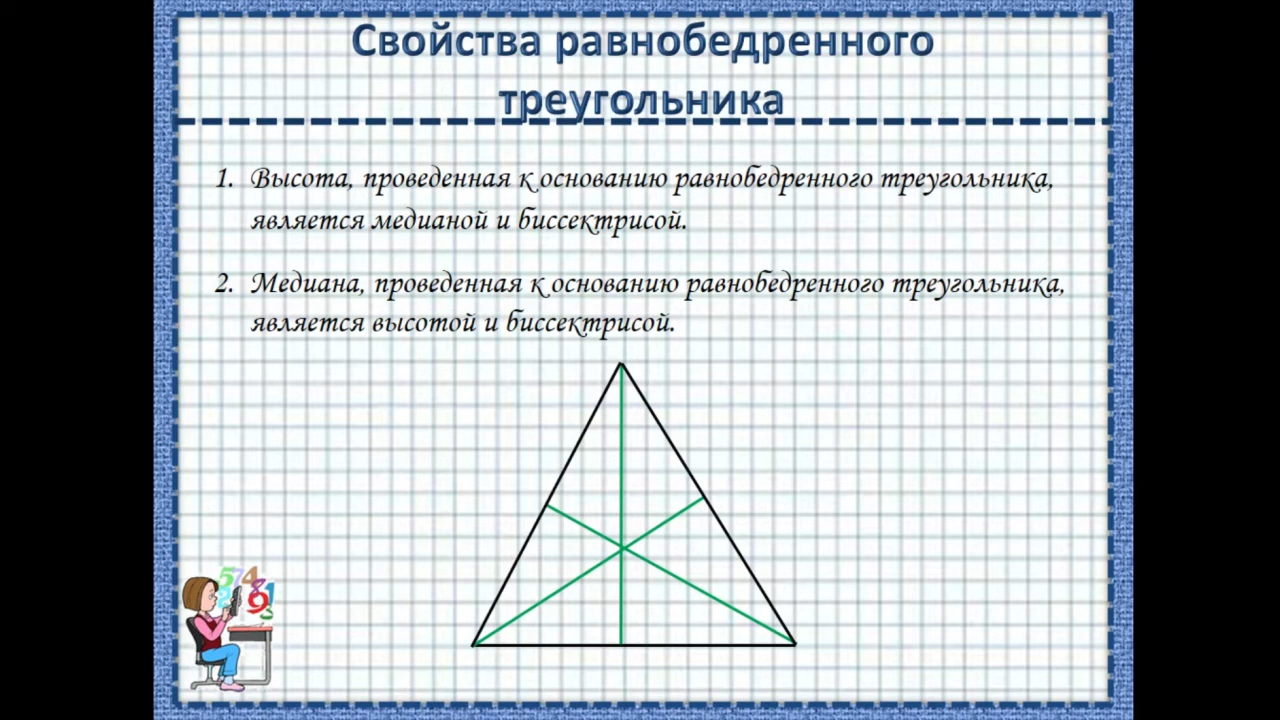 Свойства равнобедренного
треугольника
1. Высота, проведенная к основанию равнобедренного треугольника,
является медианой и биссектрисой.
2. Медиана, проведенная к основанию равнобедренного треугольника,
является высотой и биссектрисой.